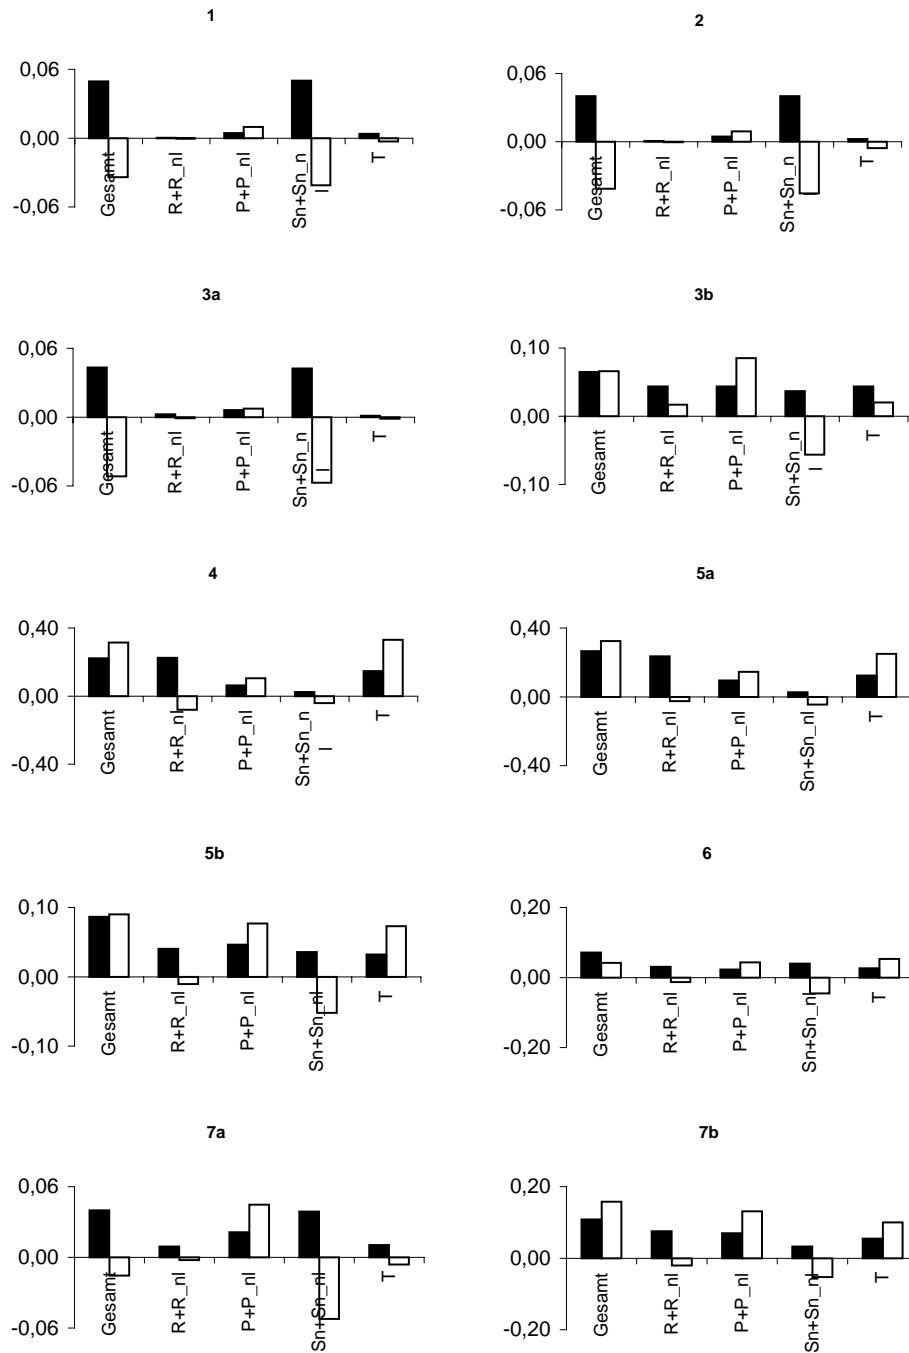 1
0,06
0,00
-0,06
Gesamt
R+R_nl
P+P_nl
Sn+Sn_n
l
T
2
0,06
0,00
-0,06
Gesamt
R+R_nl
P+P_nl
Sn+Sn_n
l
T
3a
0,06
0,00
-0,06
Gesamt
R+R_nl
P+P_nl
Sn+Sn_n
l
T
3b
0,10
0,00
-0,10
Gesamt
R+R_nl
P+P_nl
Sn+Sn_n
l
T
4
0,40
0,00
-0,40
Gesamt
R+R_nl
P+P_nl
Sn+Sn_n
l
T
5a
0,40
0,00
-0,40
Gesamt
R+R_nl
P+P_nl
Sn+Sn_nl
T
5b
0,10
0,00
-0,10
Gesamt
R+R_nl
P+P_nl
Sn+Sn_nl
T
6
0,20
0,00
-0,20
Gesamt
R+R_nl
P+P_nl
Sn+Sn_nl
T
7a
0,06
0,00
-0,06
Gesamt
R+R_nl
P+P_nl
Sn+Sn_nl
T
7b
0,20
0,00
-0,20
Gesamt
R+R_nl
P+P_nl
Sn+Sn_nl
T